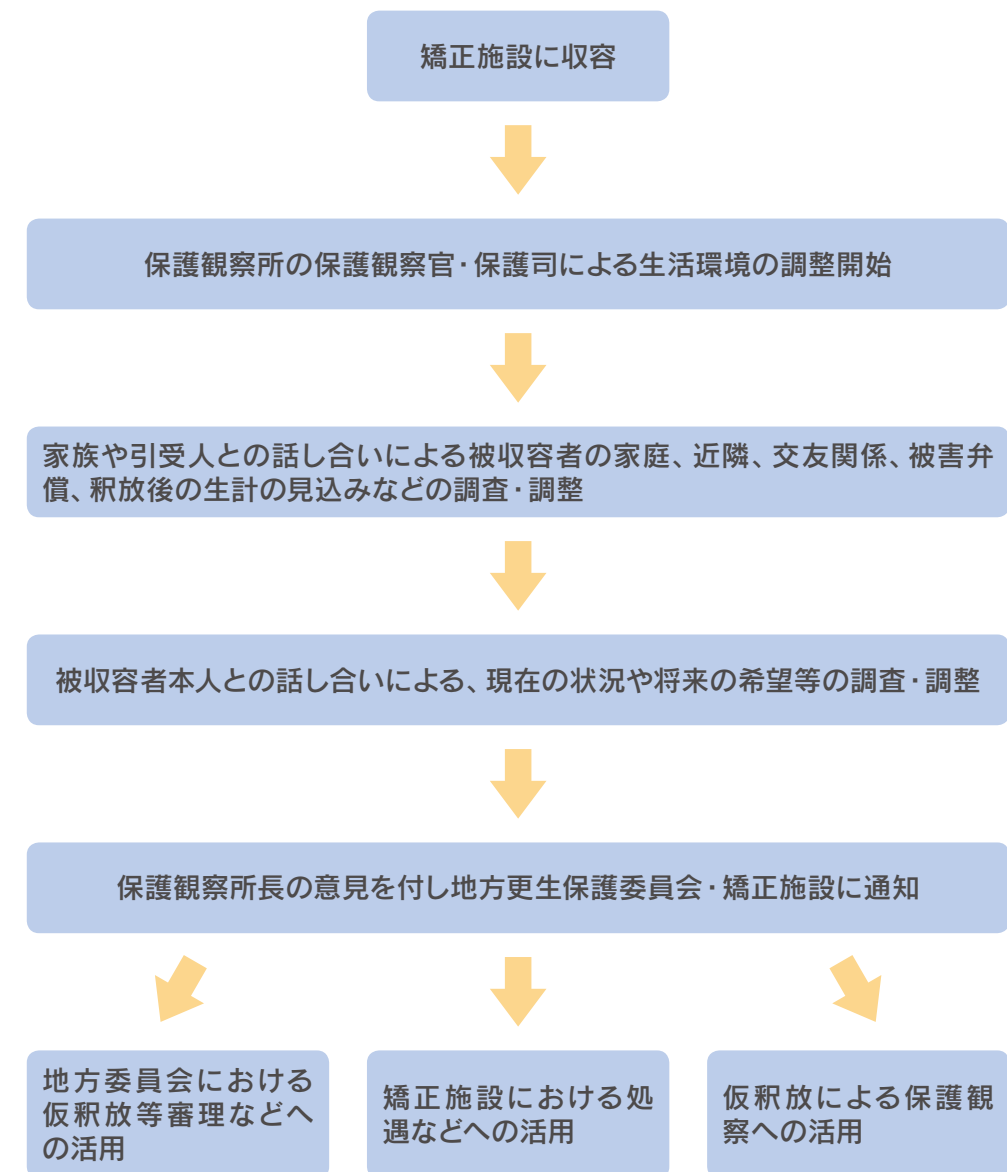 矯正施設に収容
保護観察所の保護観察官・保護司による生活環境の調整開始
家族や引受人との話し合いによる被収容者の家庭、近隣、交友関係、被害弁
償、釈放後の生計の見込みなどの調査・調整
被収容者本人との話し合いによる、現在の状況や将来の希望等の調査・調整
保護観察所長の意見を付し地方更生保護委員会・矯正施設に通知
地方委員会における
仮釈放等審理などへ
の活用
矯正施設における処
遇などへの活用
仮釈放による保護観
察への活用